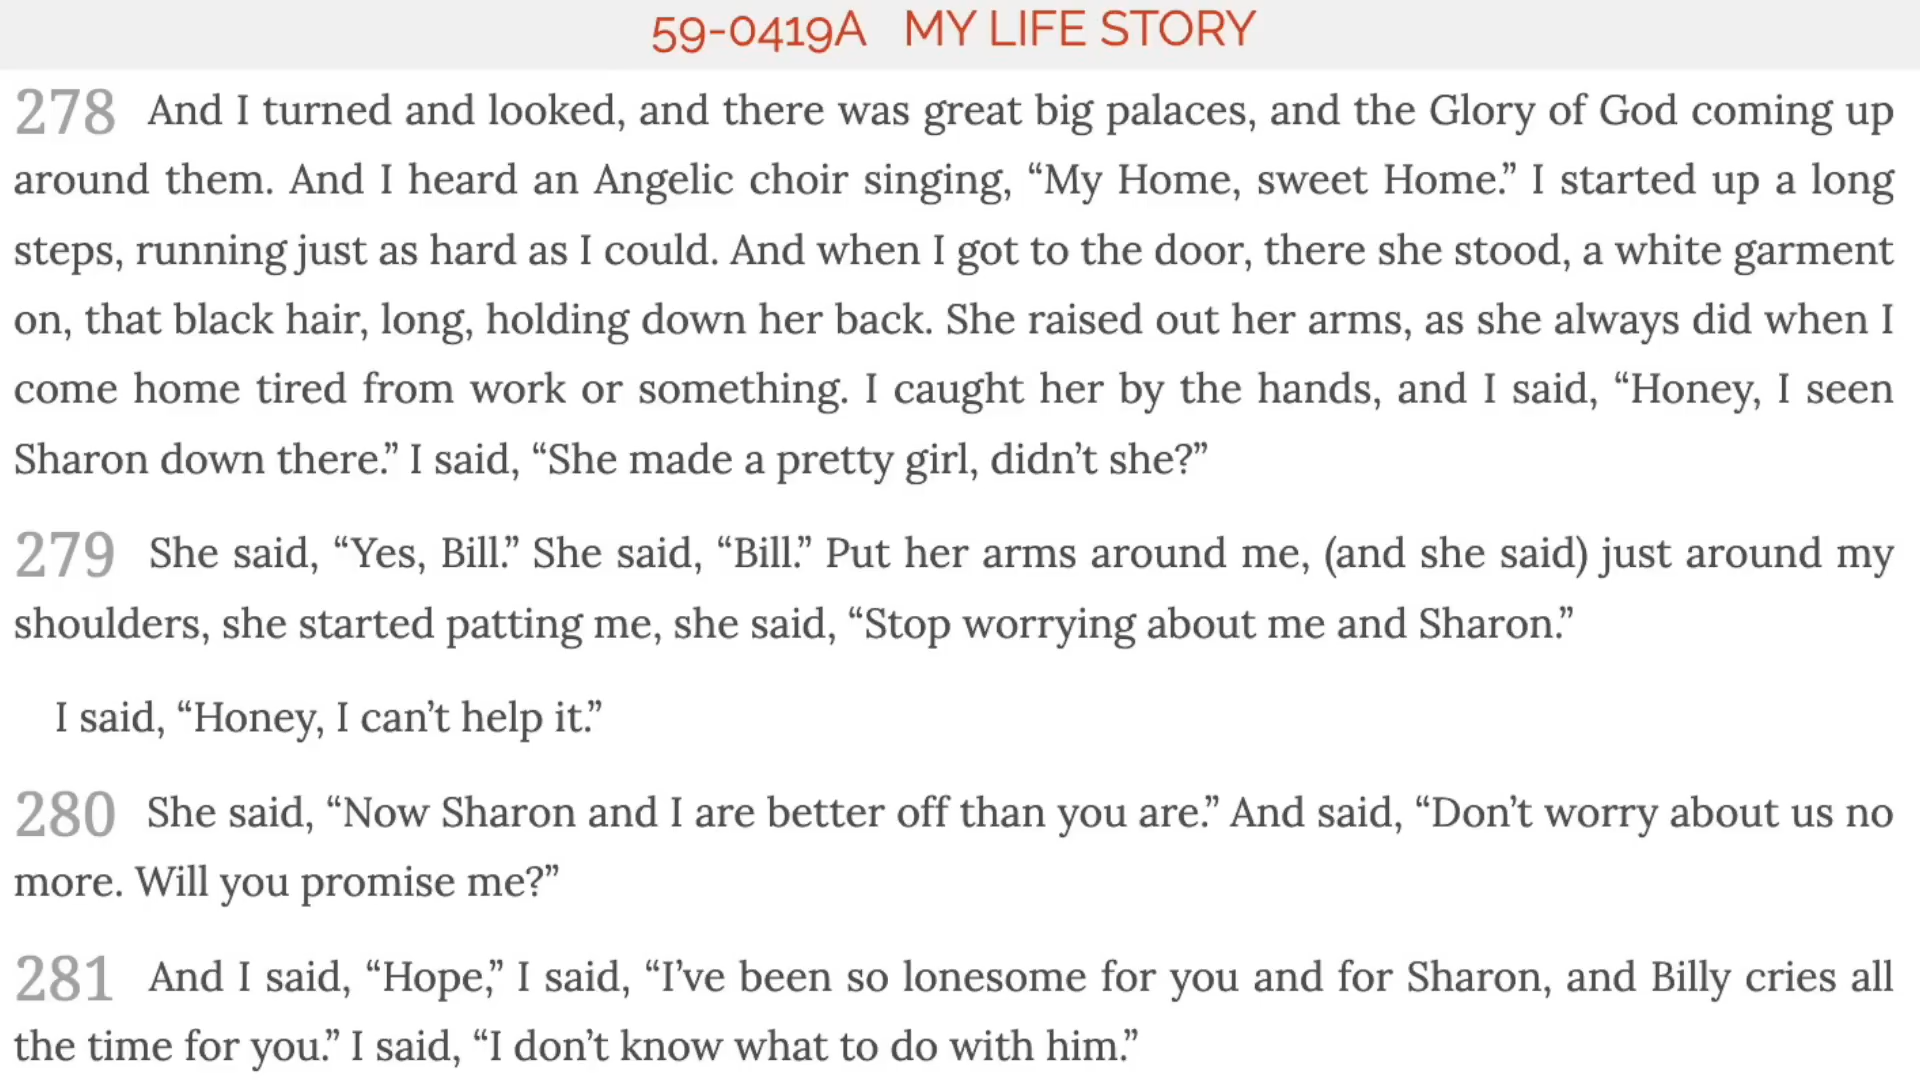 59-0419A MY LIFE STORY
278 And I turned and looked, and there was great big palaces, and the Glory of God coming up
around them. And I heard an Angelic choir singing, “My Home, sweet Home.” I started up a long
steps, running just as hard as I could. And when I got to the door, there she stood, a white garment
on, that black hair, long, holding down her back. She raised out her arms, as she always did when I
come home tired from work or something. I caught her by the hands, and I said, “Honey, I seen
Sharon down there.” I said, “She made a pretty girl, didn’t she?”
279 She said, “Yes, Bill.” She said, “Bill.” Put her arms around me, (and she said) just around my
shoulders, she started patting me, she said, “Stop worrying about me and Sharon.”
I said, “Honey, I can’t help it.”
280 She said, “Now Sharon and I are better off than you are.” And said, “Don’t worry about us no
more. Will you promise me?”
281 And I said, “Hope,” I said, “I’ve been so lonesome for you and for Sharon, and Billy cries all
the time for you.” I said, “I don’t know what to do with him.”